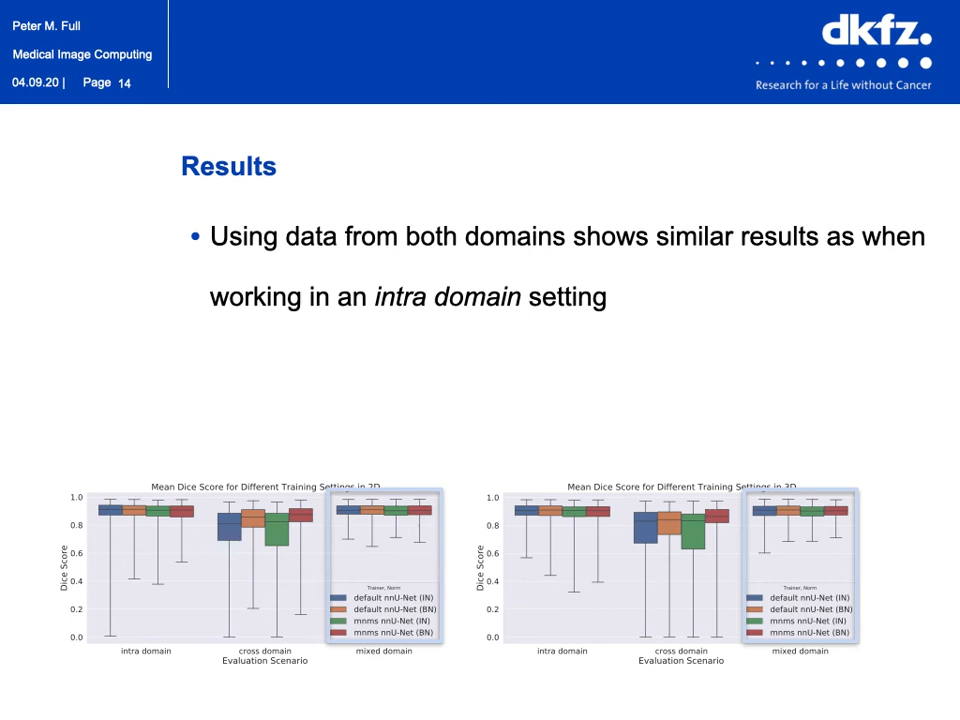 Peter M. Full
Medical Image Computing
04.09.20 | Page 14
dkfz.
Research for a Life without Cancer
Results
• Using data from both domains shows similar results as when
working in an intra domain setting
Mean Dice Score for Different Training Settings in 2D
1.0
0.8
0.6
0.4
0.2
0.0
Dice Score
Trainer, Norm
default nnU-Net (IN)
default nnU-Net (BN)
mnms nnU-Net (IN)
mnms nnU-Net (BN)
intra domain cross domain mixed domain
Evaluation Scenario
Mean Dice Score for Different Training Settings in 3D
1.0
0.8
0.6
0.4
0.2
0.0
Dice Score
Trainer, Norm
default nnU-Net (IN)
default nnU-Net (BN)
mnms nnU-Net (IN)
mnms nnU-Net (BN)
intra domain cross domain mixed domain
Evaluation Scenario